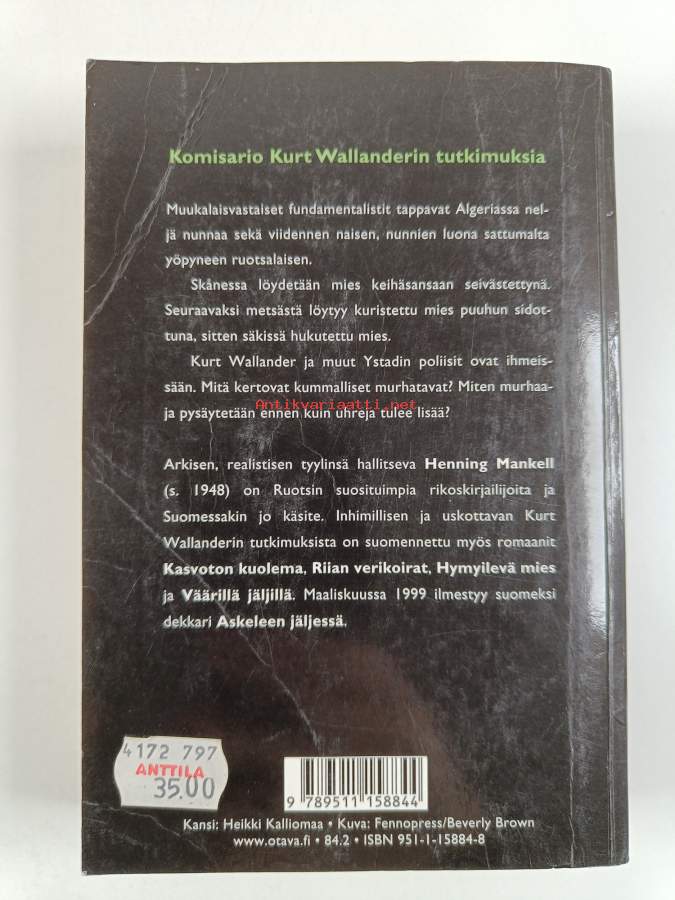 Komisario Kurt Wallanderin tutkimuksia
Muukalaisvastaiset fundamentalistit tappavat Algeriassa nel-
jä nunnaa sekä viidennen naisen, nunnien luona sattumalta
yöpyneen ruotsalaisen.
Skånessa löydetään mies keihäsansaan seivästettynä.
Seuraavaksi metsästä löytyy kuristettu mies puuhun sidot-
tuna, sitten säkissä hukutettu mies.
Kurt Wallander ja muut Ystadin poliisit ovat ihmeis-
sään. Mitä kertovat kummalliset murhatavat? Miten murhaa-
Antikvariaatti.net
ja pysäytetään ennen kuin uhreja tulee lisää?
Arkisen, realistisen tyylinsä hallitseva Henning Mankell
(s. 1948) on Ruotsin suosituimpia rikoskirjailijoita ja
Suomessakin jo käsite. Inhimillisen ja uskottavan Kurt
Wallanderin tutkimuksista on suomennettu myös romaanit
Kasvoton kuolema, Riian verikoirat, Hymyilevä mies
ja Väärillä jäljillä. Maaliskuussa 1999 ilmestyy suomeksi
dekkari Askeleen jäljessä.
4172 797
ANTTILA
35.00
9 789511 158844
Kansi: Heikki Kalliomaa • Kuva: Fennopress/Beverly Brown
www.otava.fi • 84.2 • ISBN 951-1-15884-8